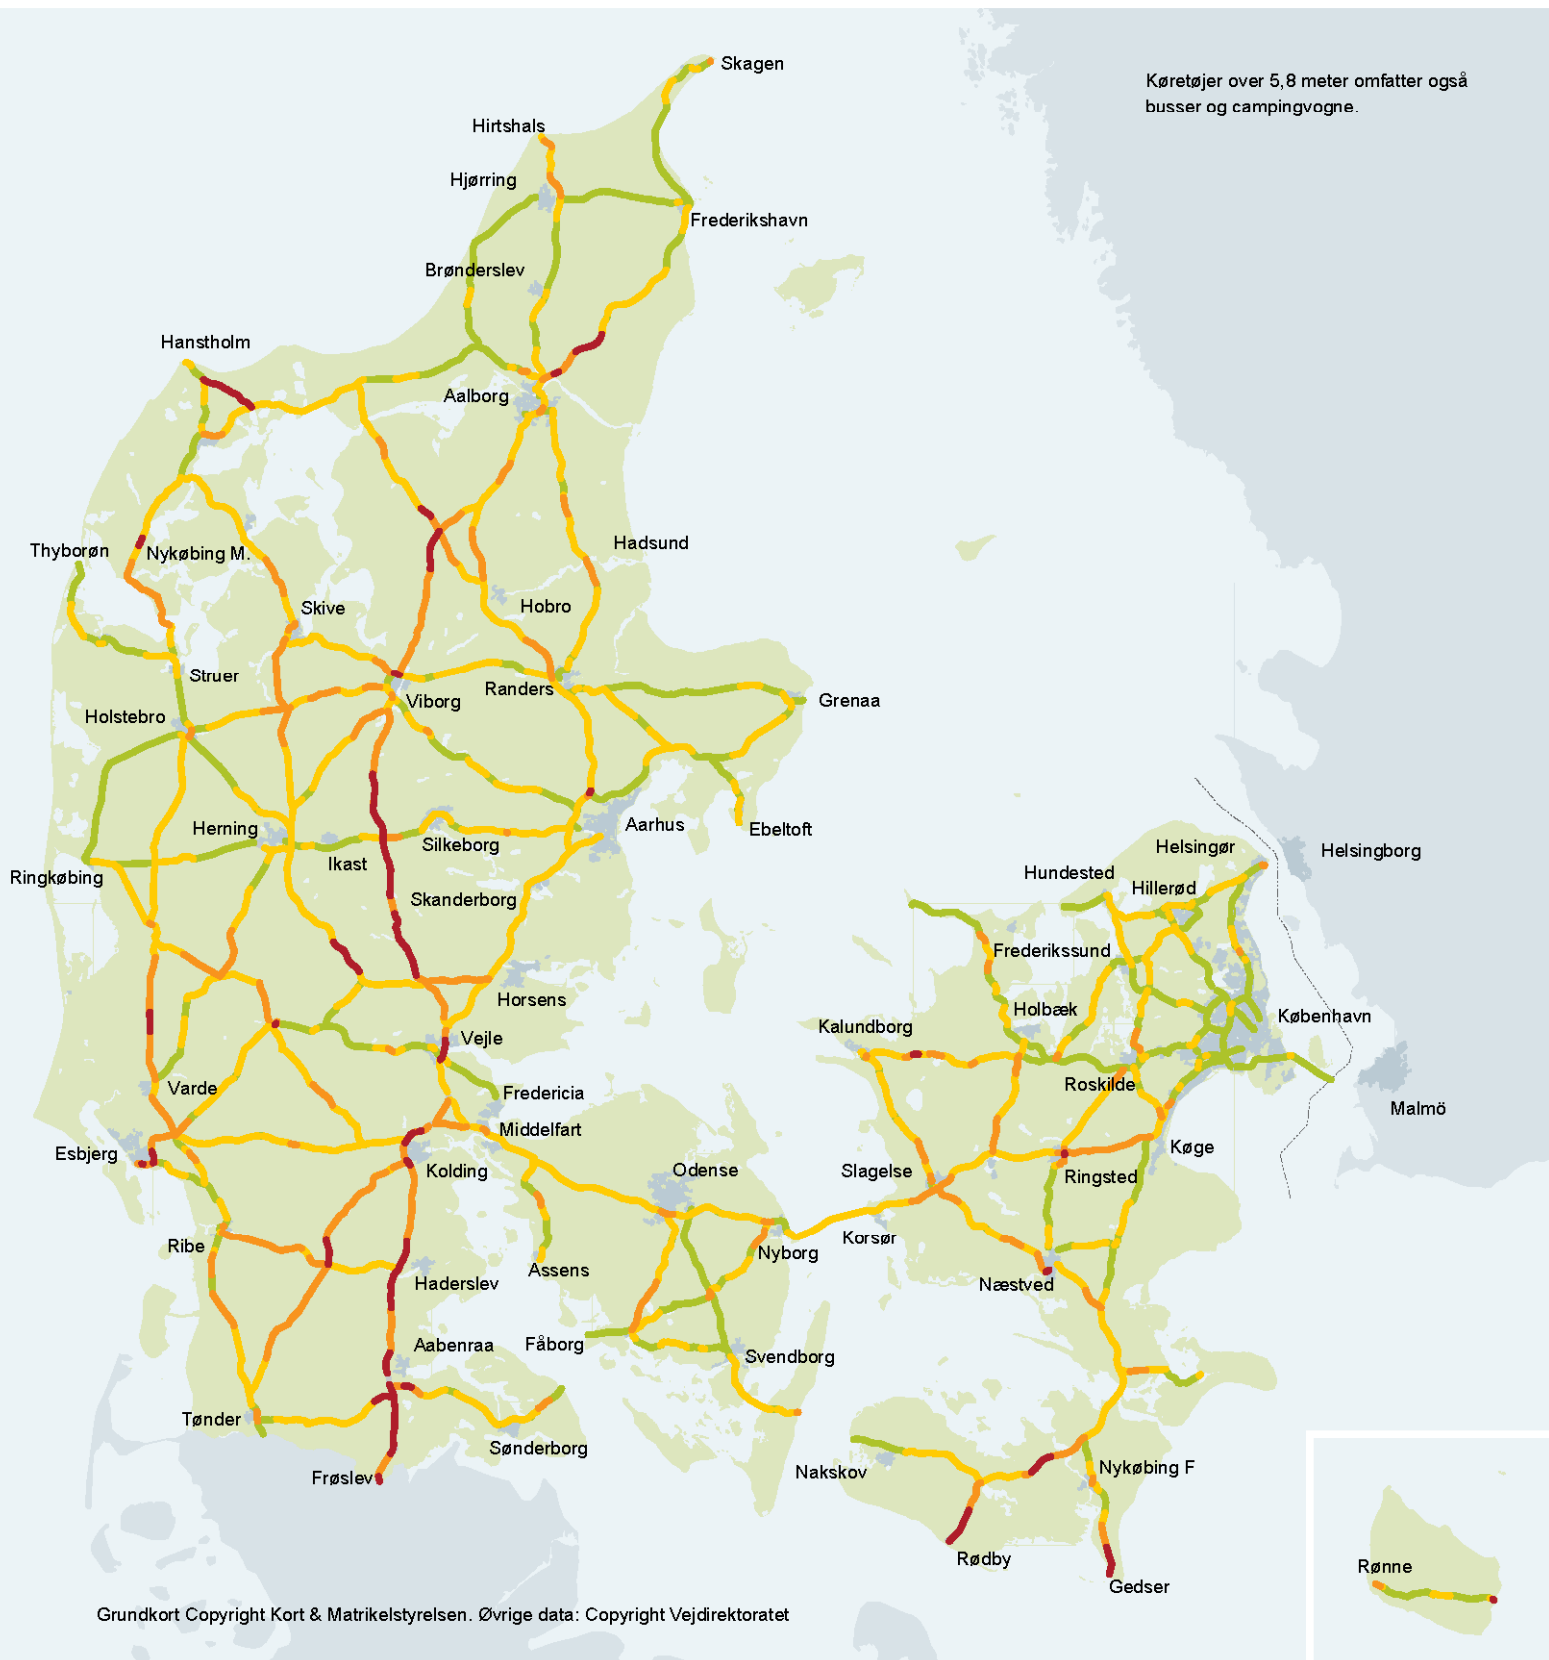 Skagen
Køretøjer over 5,8 meter omfatter også
busser og campingvogne.
Hirtshals
Hjørring
Frederikshavn
Brønderslev
Hanstholm
Aalborg
Hadsund
Thyborøn
Nykøbing M.
Hobro
Skive
Struer
Randers
Viborg
Grenaa
Holstebro
Herning
Aarhus
Ebeltoft
Silkeborg
Ikast
Helsingør
Helsingborg
Ringkøbing
Hundested
Hillerød
Skanderborg
Frederikssund
Horsens
Holbæk
København
Kalundborg
Vejle
Roskilde
Varde
Fredericia
Malmö
Middelfart
Esbjerg
Køge
Kolding
Odense
Slagelse
Ringsted
Korsør
Ribe
Nyborg
Assens
Haderslev
Næstved
Aabenraa
Fåborg
Svendborg
Tønder
Sønderborg
Nykøbing F
Nakskov
Frøslev
Rødby
Rønne
Gedser
Grundkort Copyright Kort & Matrikelstyrelsen. Øvrige data: Copyright Vejdirektoratet